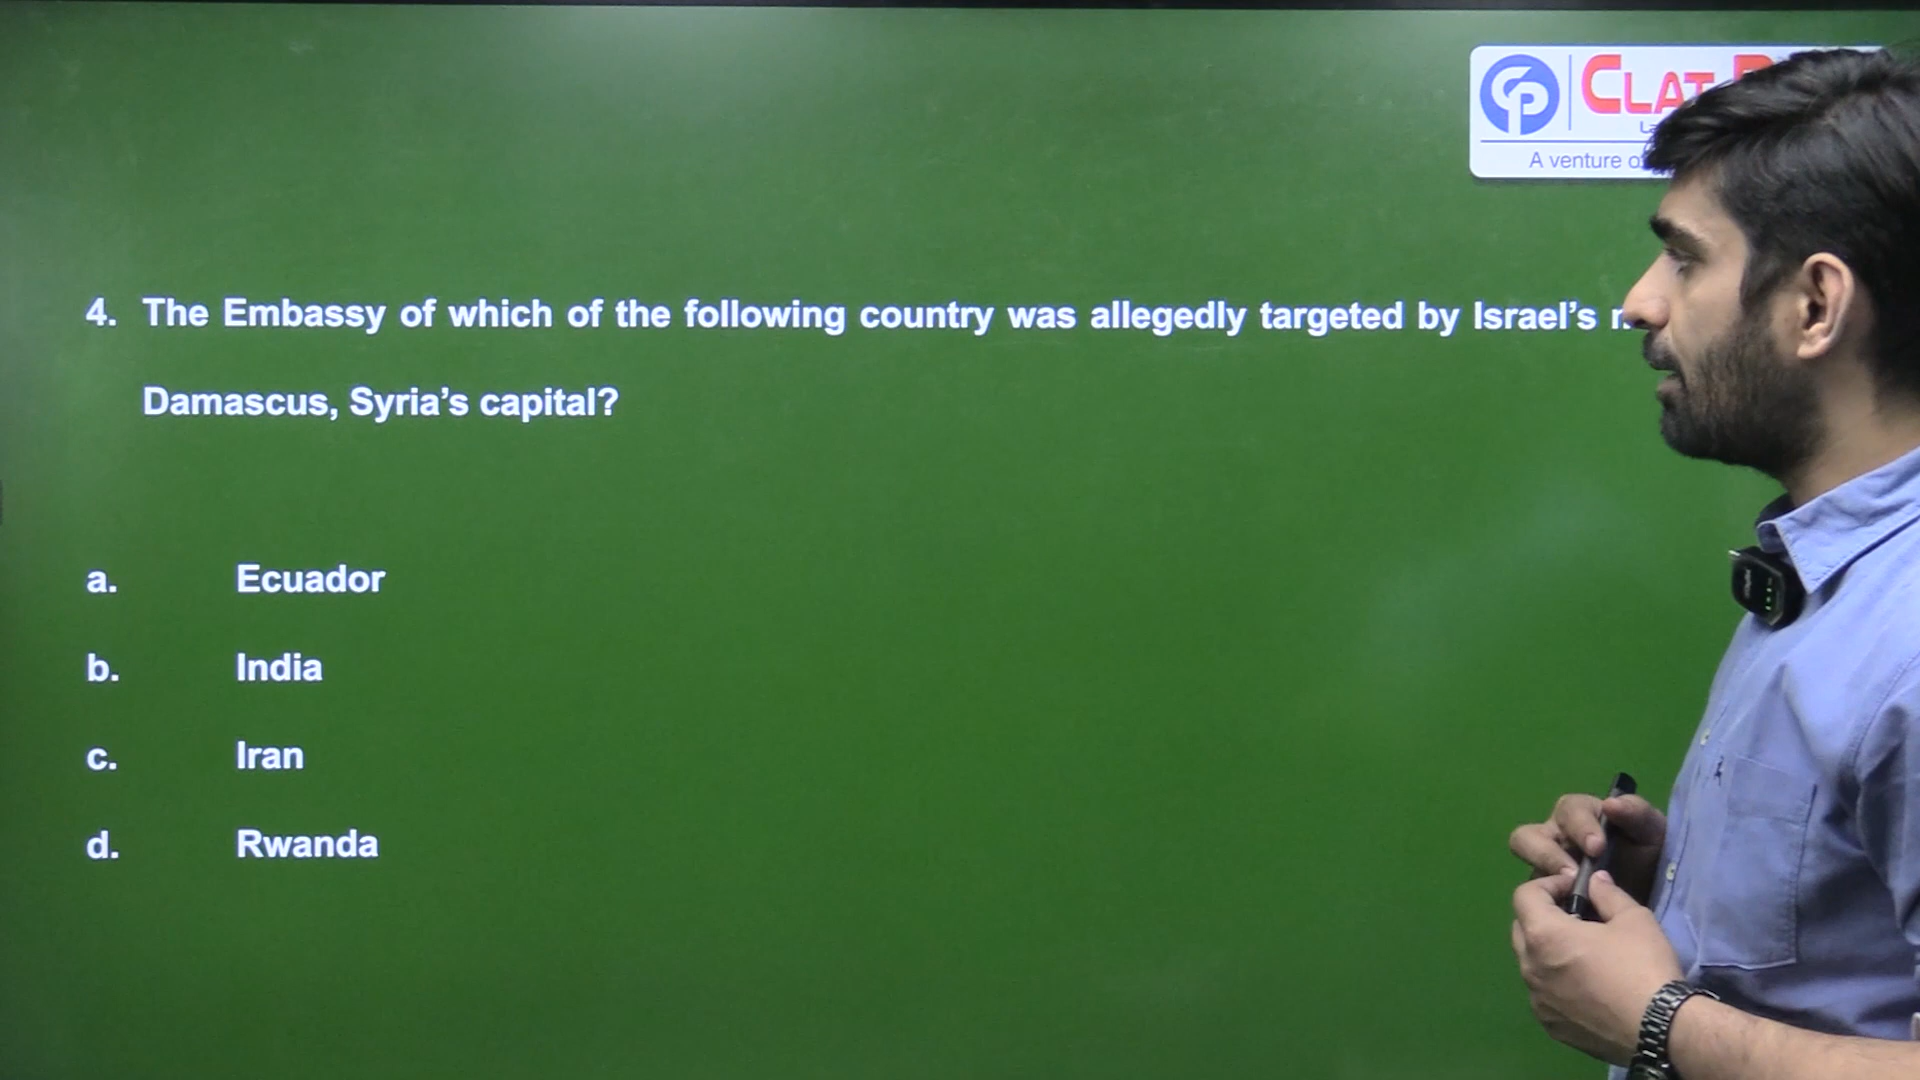 CLAT
A venture of
4. The Embassy of which of the following country was allegedly targeted by Israel's
Damascus, Syria's capital?
a. Ecuador
b. India
c. Iran
d. Rwanda